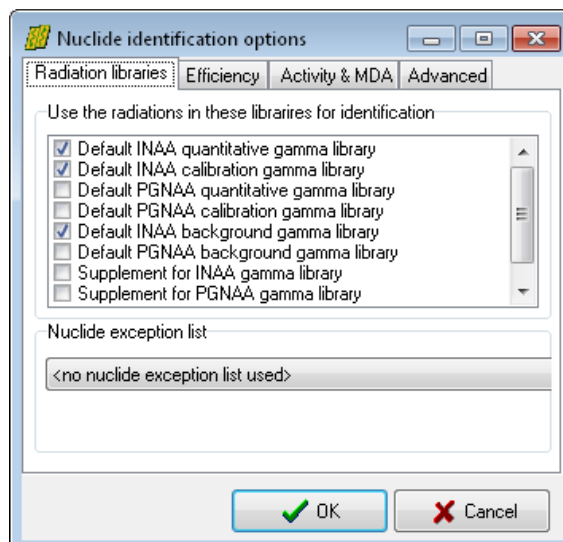 Nuclide identification options
Radiation libraries Efficiency Activity & MDA Advanced
Use the radiations in these librarires for identification
Default INAA quantitative gamma library
Default INAA calibration gamma library
Default PGNAA quantitative gamma library
Default PGNAA calibration gamma library
Default INAA background gamma library
Default PGNAA background gamma library
Supplement for INAA gamma library
Supplement for PGNAA gamma library
Nuclide exception list
<no nuclide exception list used>
OK Cancel